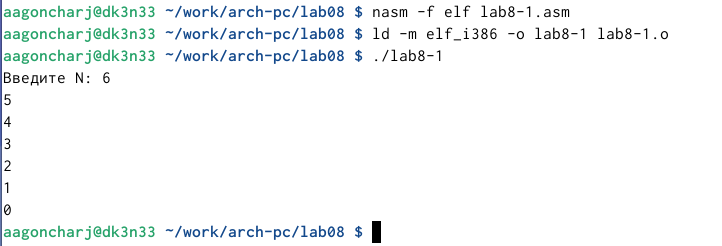 aagoncharj@dk3n33 ~/work/arch-pc/lab08 $ nasm -f elf lab8-1.asm
aagoncharj@dk3n33 ~/work/arch-pc/lab08 $ ld -m elf_i386 -o lab8-1 lab8-1.o
aagoncharj@dk3n33 ~/work/arch-pc/lab08 $ ./lab8-1
Введите N: 6
5
4
3
2
1
0
aagoncharj@dk3n33 ~/work/arch-pc/lab08 $